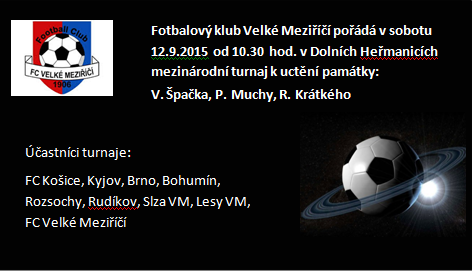 Football Club
FC VELKÉ MEZIŘÍČÍ
1906
Fotbalový klub Velké Meziříčí pořádá v sobotu
12.9.2015 od 10.30 hod. v Dolních Heřmanicích
mezinárodní turnaj k uctění památky:
V. Špačka, P. Muchy, R. Krátkého
Účastníci turnaje:
FC Košice, Kyjov, Brno, Bohumín,
Rozsochy, Rudíkov, Slza VM, Lesy VM,
FC Velké Meziříčí